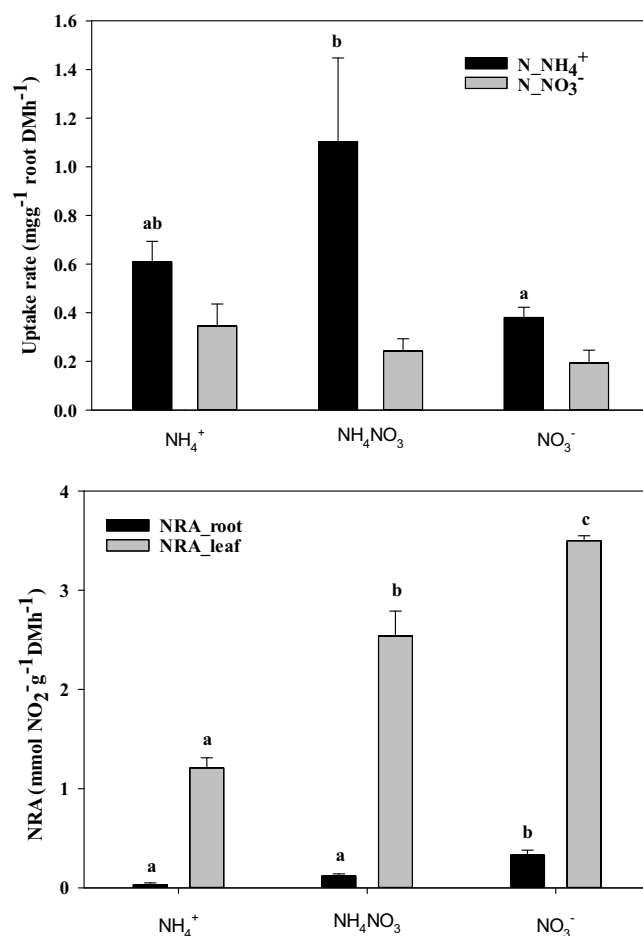 Uptake rate (mgg⁻¹ root DMh⁻¹)
1.6
1.4
1.2
1.0
0.8
0.6
0.4
0.2
0.0
N_NH₄⁺
N_NO₃⁻
ab
b
a
NH₄⁺
NH₄NO₃
NO₃⁻
NRA (mmol NO₂⁻g⁻¹DMh⁻¹)
4
3
2
1
0
NRA_root
NRA_leaf
a
a
a
b
b
c
NH₄⁺
NH₄NO₃
NO₃⁻